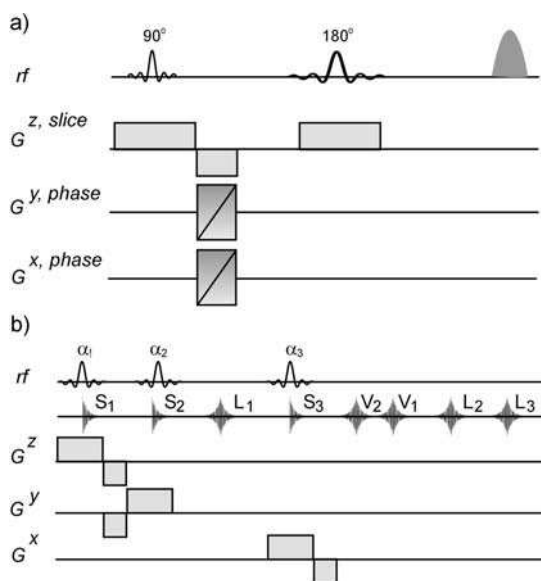 a)
90° 180°
rf
G z, slice
G y, phase
G x, phase
b)
α₁ α₂ α₃
rf
S₁ S₂ L₁ S₃ V₂ V₁ L₂ L₃
G z
G y
G x